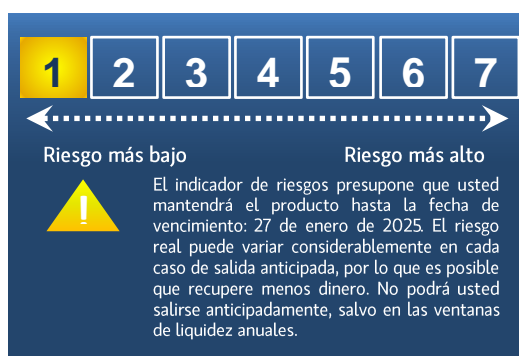 1 2 3 4 5 6 7
Riesgo más bajo Riesgo más alto
!
El indicador de riesgos presupone que usted
mantendrá el producto hasta la fecha de
vencimiento: 27 de enero de 2025. El riesgo
real puede variar considerablemente en cada
caso de salida anticipada, por lo que es posible
que recupere menos dinero. No podrá usted
salirse anticipadamente, salvo en las ventanas
de liquidez anuales.